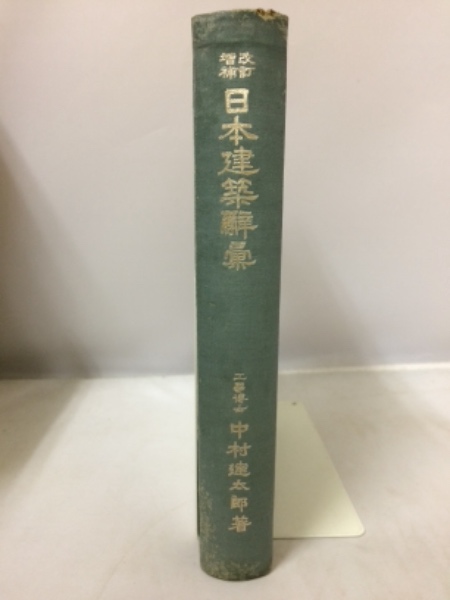 改訂
増補
日本建築辭彙
工學博士
中村達太郎著